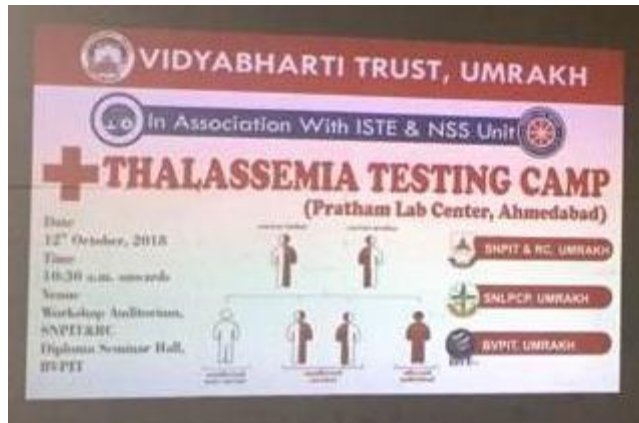 VIDYABHARTI TRUST, UMRAKH
In Association With ISTE & NSS Unit
THALASSEMIA TESTING CAMP
(Pratham Lab Center, Ahmedabad)
Date
12th October, 2018
Time
10:30 a.m. onwards
Venue
Workshop Auditorium,
SNPIT&RC
Diploma Seminar Hall,
BVPIT
SNPIT & RC, UMRAKH
SNLPCP, UMRAKH
BVPIT, UMRAKH